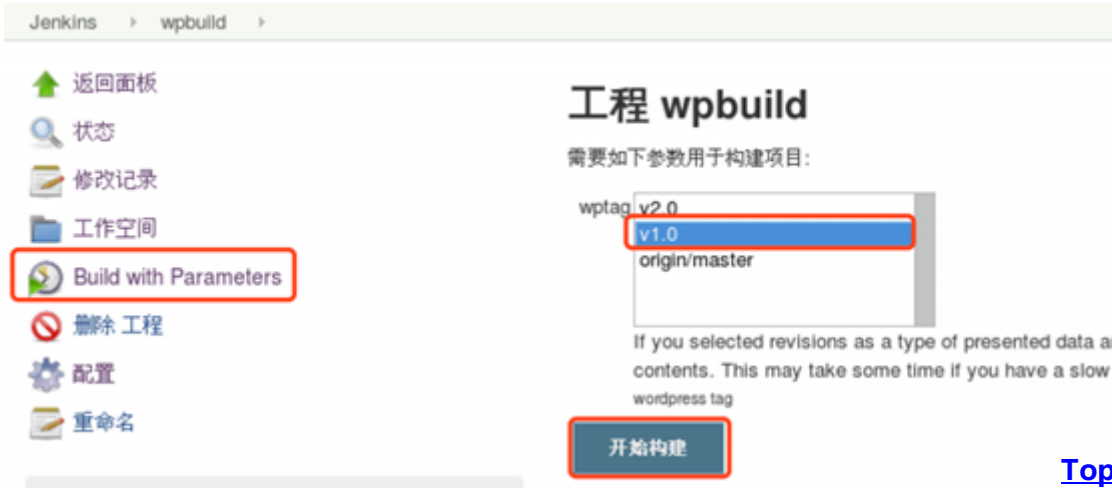 Jenkins wpbuild
返回面板
状态
修改记录
工作空间
Build with Parameters
删除 工程
配置
重命名
工程 wpbuild
需要如下参数用于构建项目:
wptag v2.0
v1.0
origin/master
If you selected revisions as a type of presented data
contents. This may take some time if you have a slow
wordpress tag
开始构建
Top